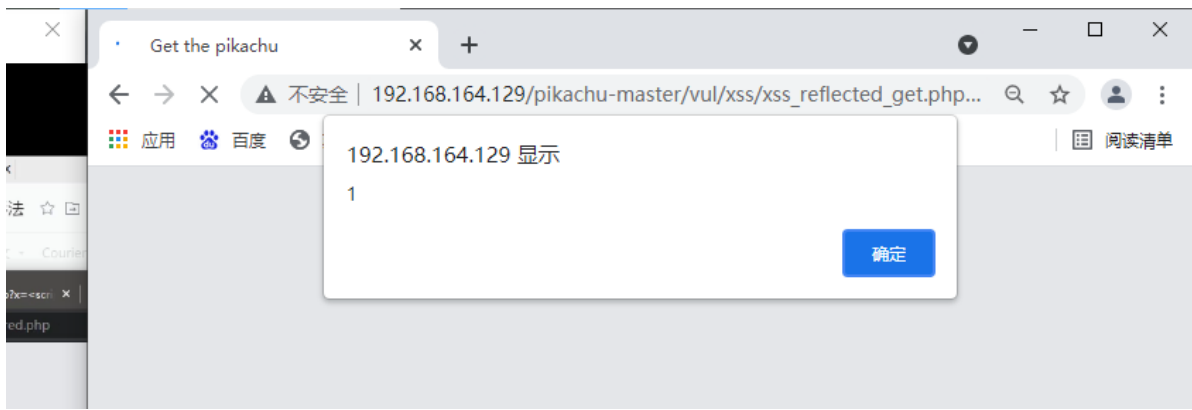 Get the pikachu
不安全 | 192.168.164.129/pikachu-master/vul/xss/xss_reflected_get.php...
应用 百度
阅读清单
192.168.164.129 显示
1
确定
法
Courier
?x=<scri
red.php